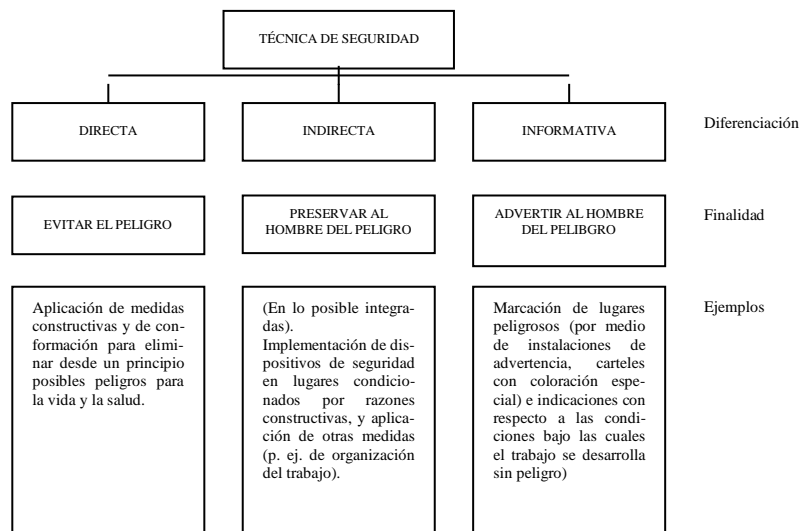 TÉCNICA DE SEGURIDAD
DIRECTA
INDIRECTA
INFORMATIVA
Diferenciación
EVITAR EL PELIGRO
PRESERVAR AL
HOMBRE DEL PELIGRO
ADVERTIR AL HOMBRE
DEL PELIBGRO
Finalidad
Aplicación de medidas
constructivas y de con-
formación para elimi-
nar desde un principio
posibles peligros para
la vida y la salud.
(En lo posible integra-
das).
Implementación de dis-
positivos de seguridad
en lugares condicio-
nados por razones
constructivas, y aplica-
ción de otras medidas
(p. ej. de organización
del trabajo).
Marcación de lugares
peligrosos (por medio
de instalaciones de
advertencia, carteles
con coloración espe-
cial) e indicaciones con
respecto a las condi-
ciones bajo las cuales
el trabajo se desarrolla
sin peligro)
Ejemplos